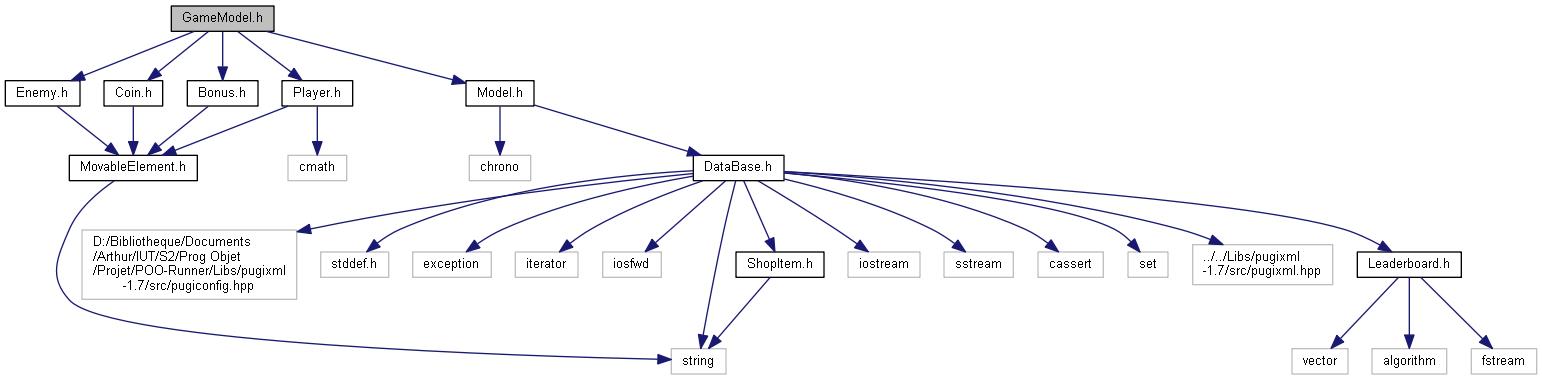 GameModel.h
Enemy.h
Coin.h
Bonus.h
Player.h
Model.h
MovableElement.h
cmath
chrono
DataBase.h
D:/Bibliotheque/Documents
/Arthur/IUT/S2/Prog Objet
/Projet/POO-Runner/Libs/pugixml
-1.7/src/pugiconfig.hpp
stddef.h
exception
iterator
iosfwd
ShopItem.h
iostream
sstream
cassert
set
../../Libs/pugixml
-1.7/src/pugixml.hpp
Leaderboard.h
string
vector
algorithm
fstream